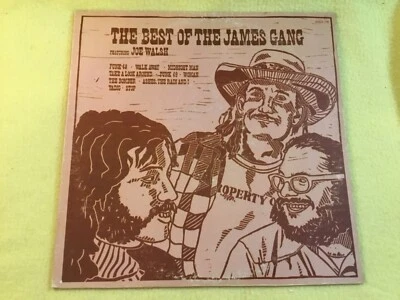 THE BEST OF THE JAMES GANG
FEATURING JOE WALSH
FUNK 48 · WALK AWAY · MIDNIGHT MAN
TAKE A LOOK AROUND · FUNK 49 · WOMAN
THE BOMBER · ASHES, THE RAIN AND I
YADIG · STOP
PROPERTY O